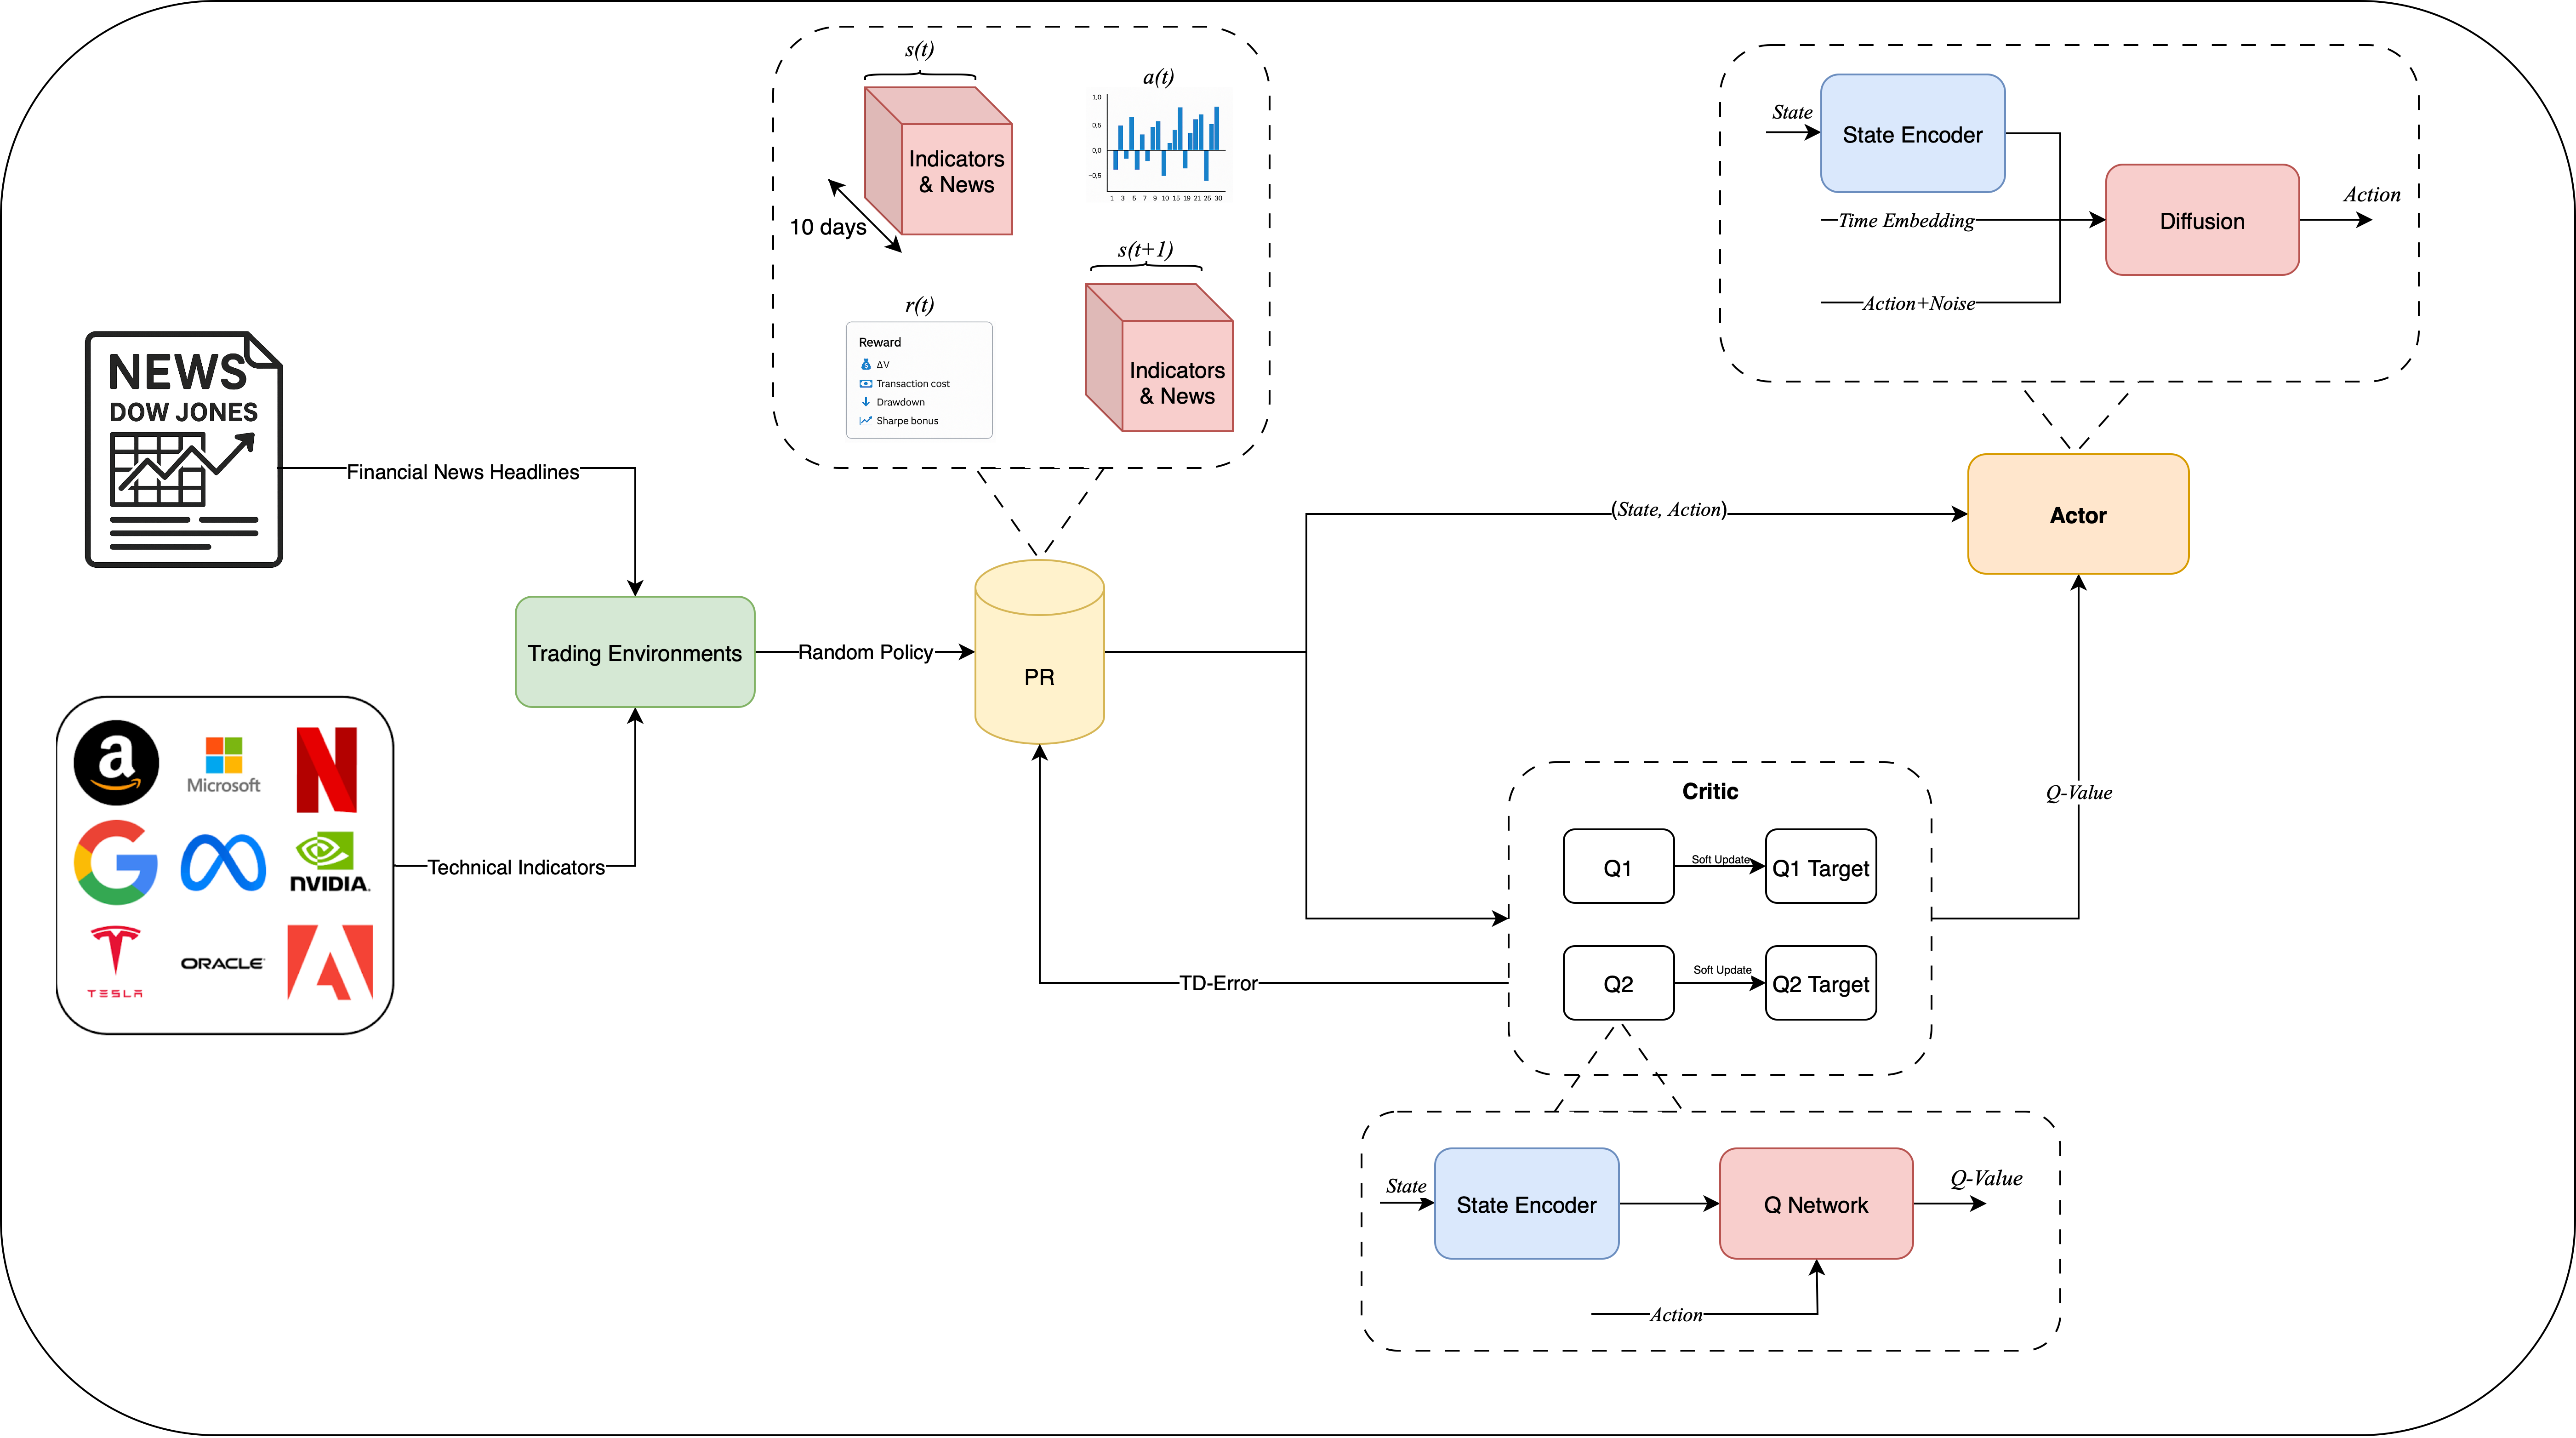 s(t)
Indicators
& News
10 days
a(t)
1,0
0,5
0,0
−0,5
1 3 5 7 9 10 15 19 21 25 30
r(t)
Reward
$
ΔV
Transaction cost
Drawdown
Sharpe bonus
s(t+1)
Indicators
& News
State
State Encoder
Time Embedding
Action+Noise
Diffusion
Action
NEWS
DOW JONES
Financial News Headlines
Trading Environments
Random Policy
PR
(State, Action)
Actor
a
Microsoft
N
G
NVIDIA.
TESLA
ORACLE
Technical Indicators
TD-Error
Critic
Q1
Soft Update
Q1 Target
Q2
Soft Update
Q2 Target
Q-Value
State
State Encoder
Q Network
Q-Value
Action